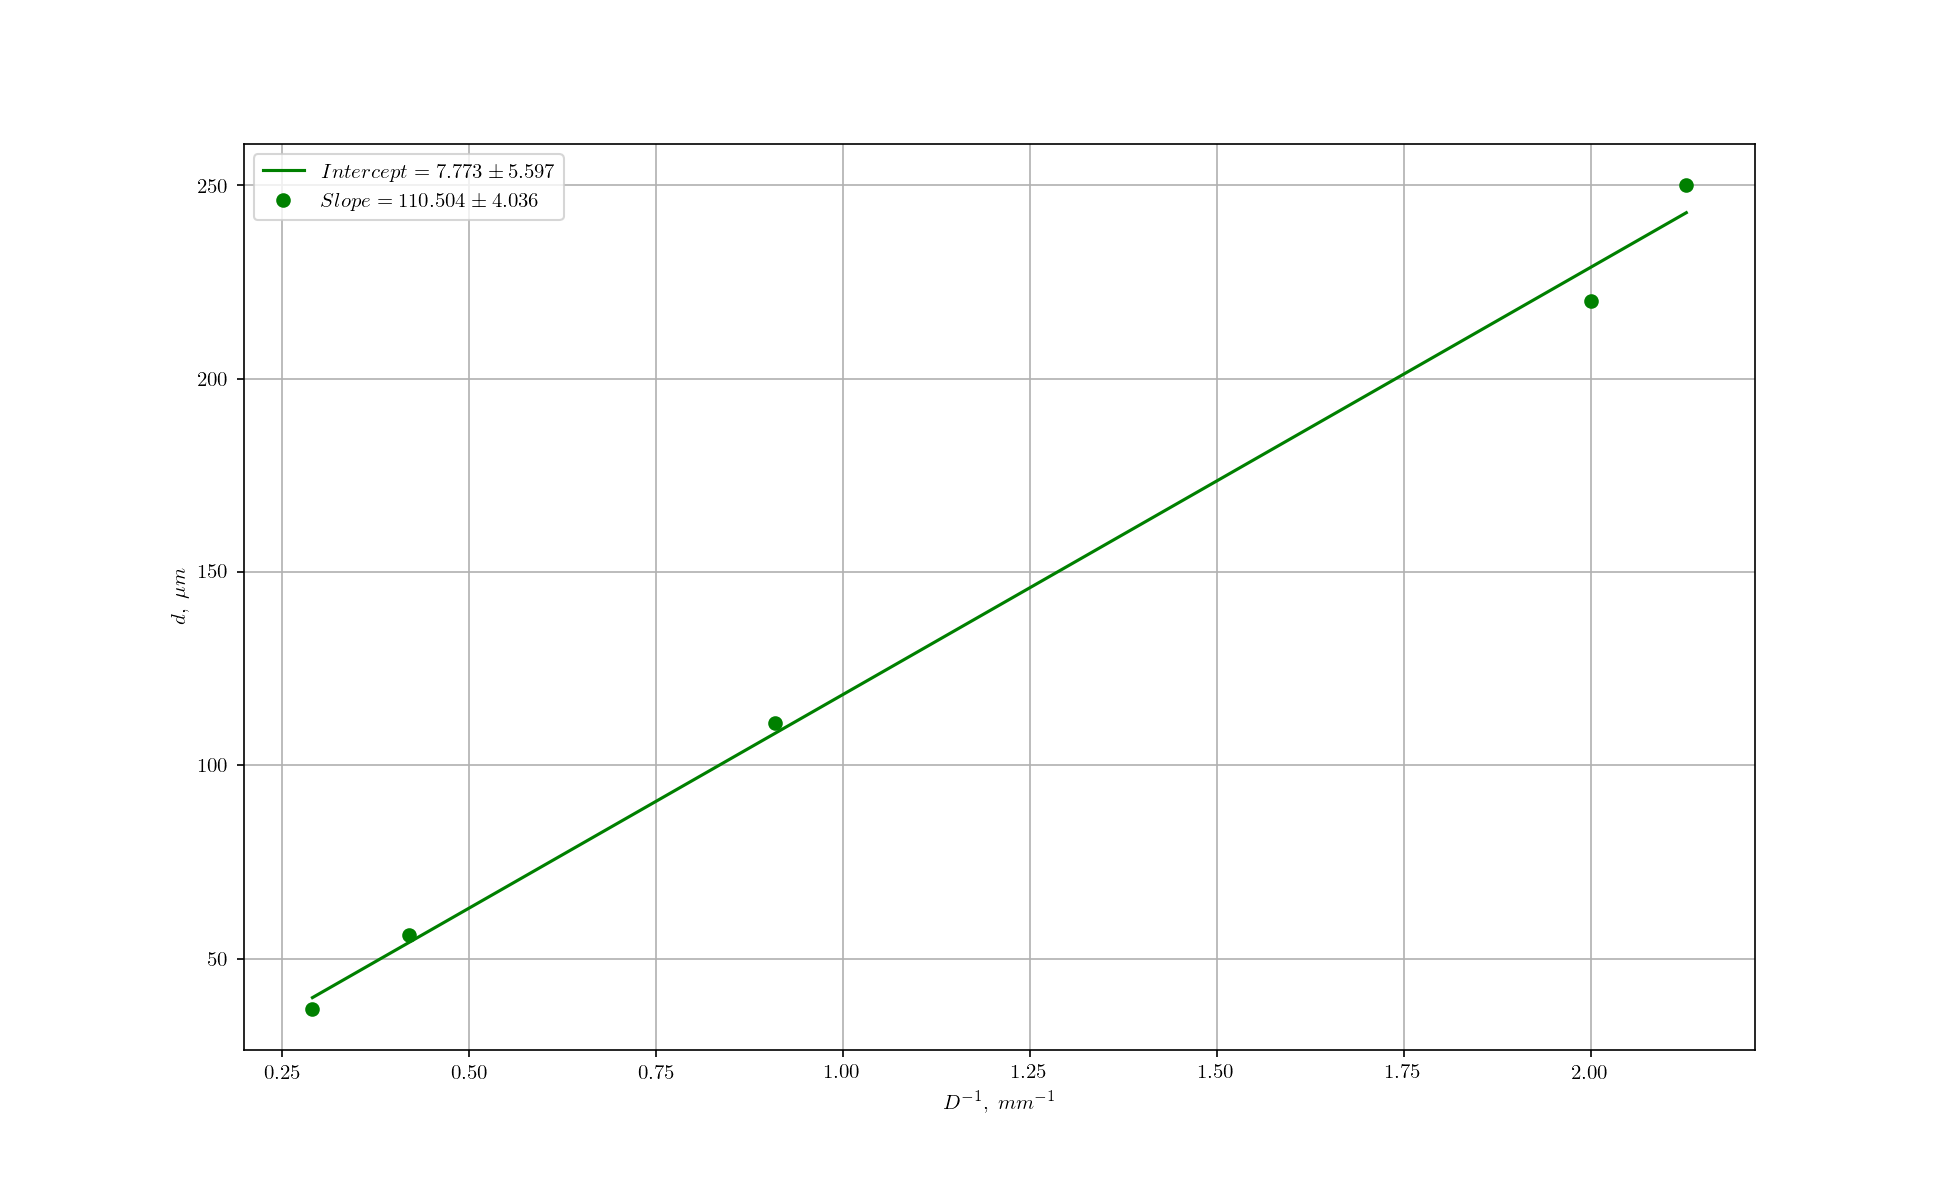 Intercept = 7.773 ± 5.597
Slope = 110.504 ± 4.036
250
200
150
100
50
d, μm
0.25 0.50 0.75 1.00 1.25 1.50 1.75 2.00
D⁻¹, mm⁻¹